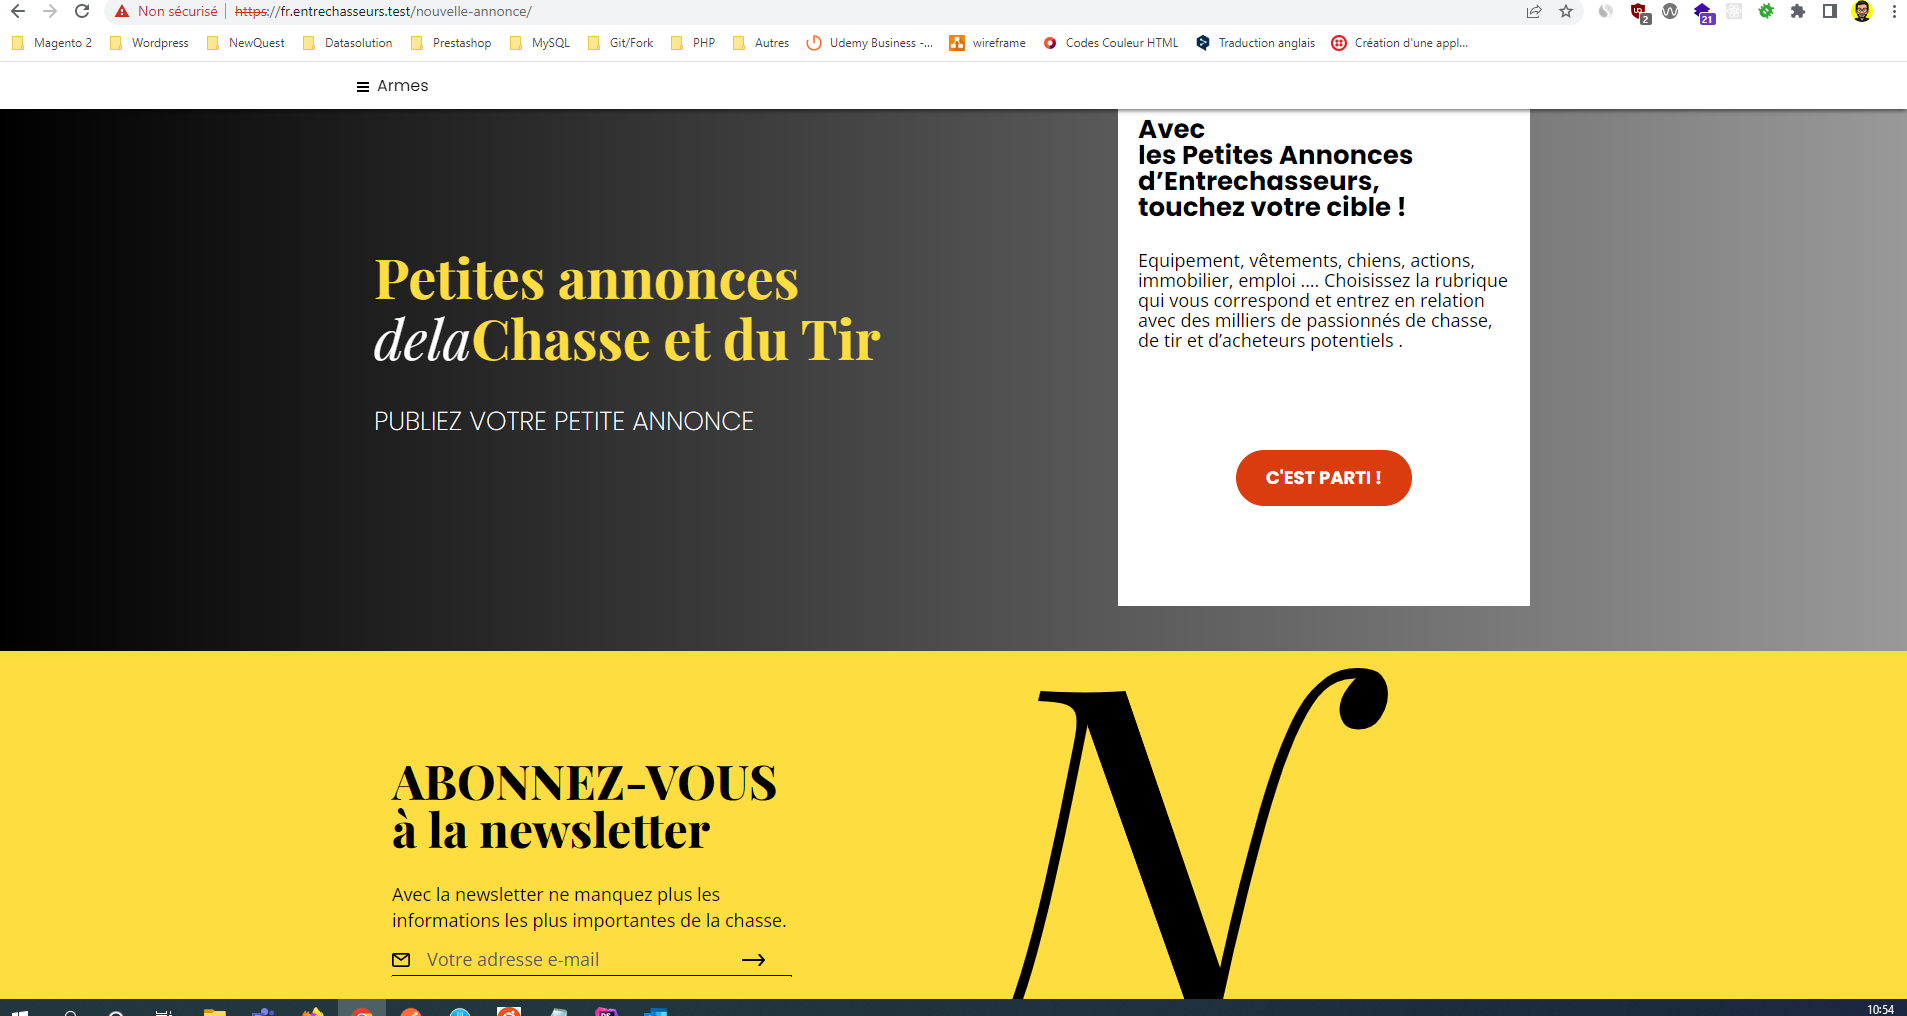 Non sécurisé | https://fr.entrechasseurs.test/nouvelle-annonce/
2 21
Magento 2 Wordpress NewQuest Datasolution Prestashop MySQL Git/Fork PHP Autres Udemy Business -... wireframe Codes Couleur HTML Traduction anglais Création d'une appl...
Armes
Petites annonces
delaChasse et du Tir
PUBLIEZ VOTRE PETITE ANNONCE
Avec
les Petites Annonces
d’Entrechasseurs,
touchez votre cible !
Equipement, vêtements, chiens, actions,
immobilier, emploi .... Choisissez la rubrique
qui vous correspond et entrez en relation
avec des milliers de passionnés de chasse,
de tir et d’acheteurs potentiels .
C'EST PARTI !
ABONNEZ-VOUS
à la newsletter
Avec la newsletter ne manquez plus les
informations les plus importantes de la chasse.
Votre adresse e-mail
N
10:54